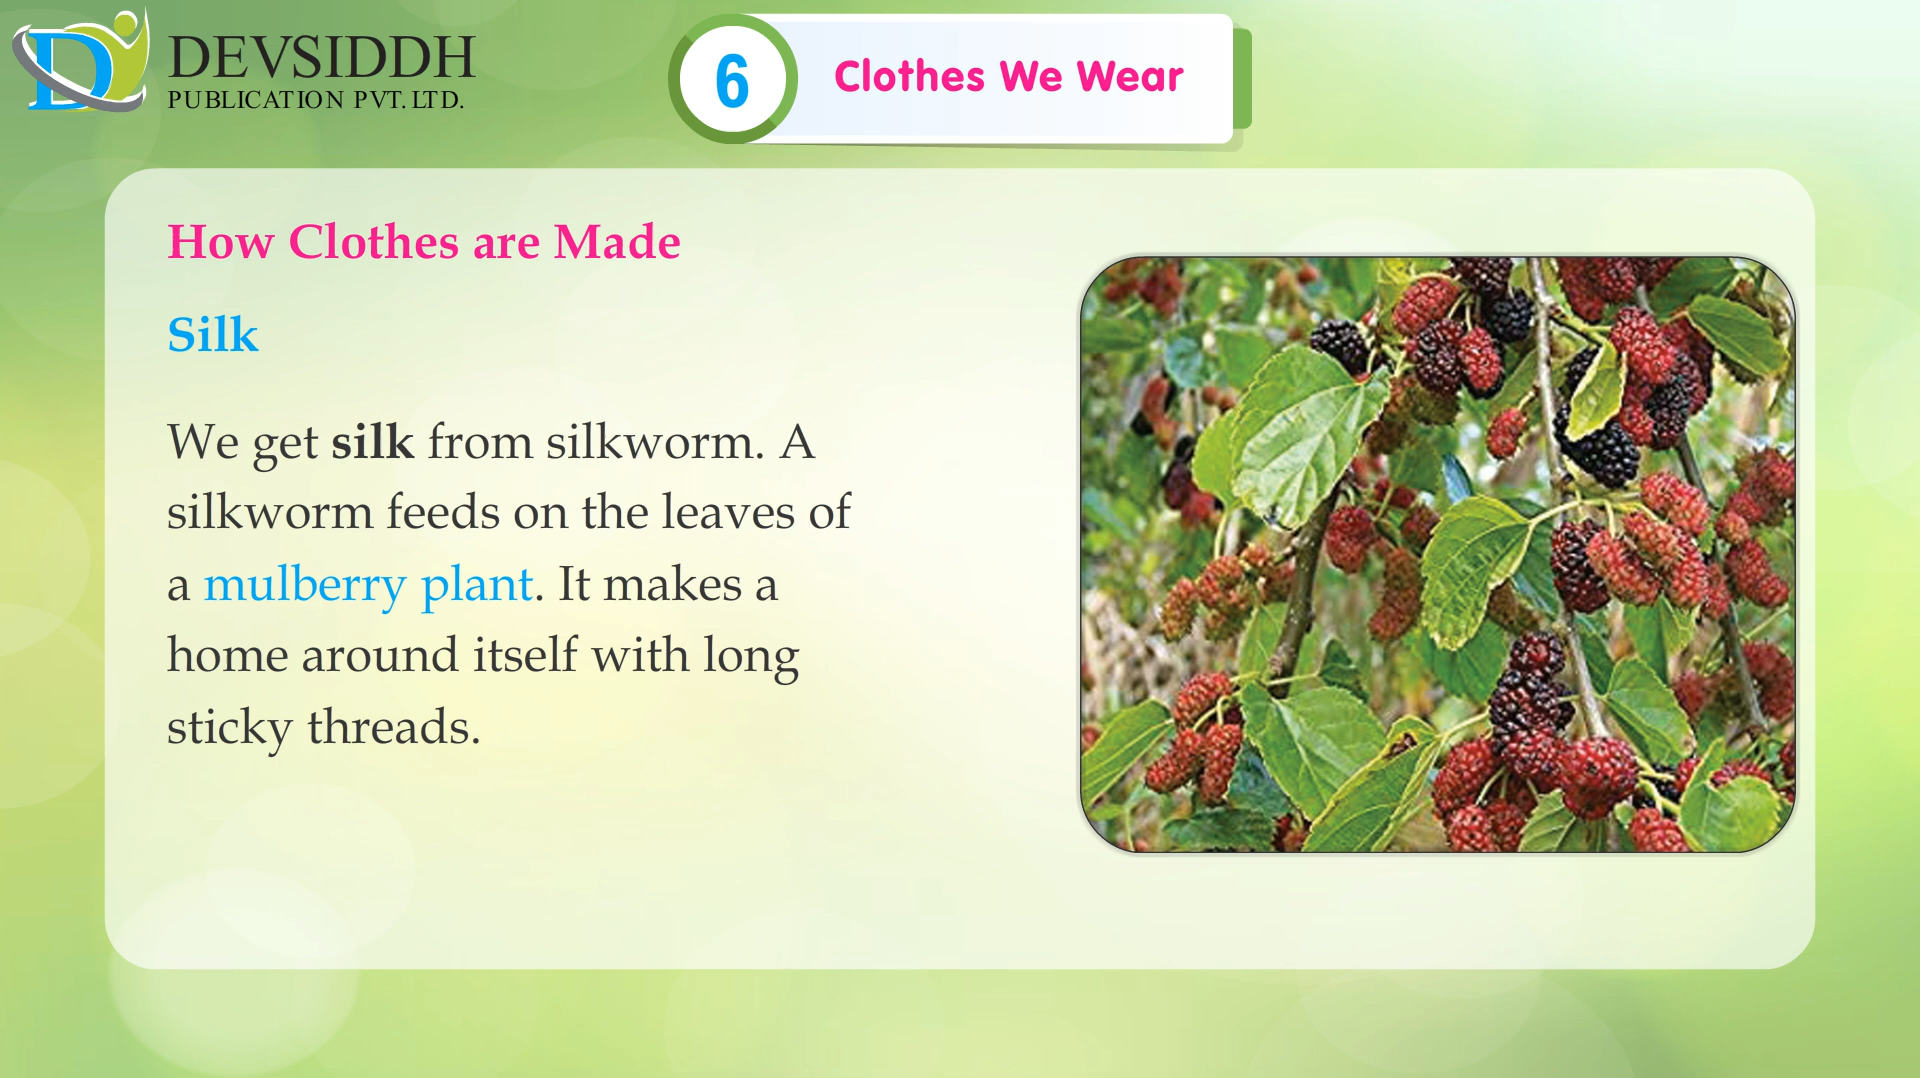 DEVSIDDH
PUBLICATION PVT. LTD.
6
Clothes We Wear
How Clothes are Made
Silk
We get silk from silkworm. A
silkworm feeds on the leaves of
a mulberry plant. It makes a
home around itself with long
sticky threads.